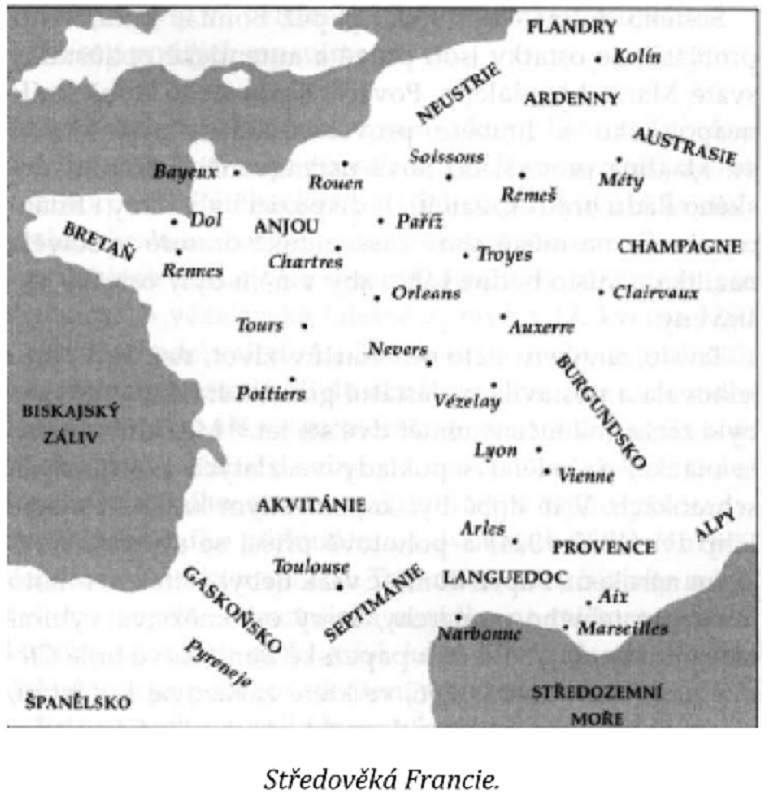 FLANDRY
Kolín
NEUSTRIE
ARDENNY
AUSTRASIE
Soissons
Bayeux
Rouen
Remeš
Méty
Dol
ANJOU
Paříž
BRETAŇ
CHAMPAGNE
Rennes
Chartres
Troyes
Orleans
Clairvaux
Tours
Auxerre
Nevers
BURGUNDSKO
Poitiers
Vézelay
BISKAJSKÝ
ZÁLIV
Lyon
Vienne
AKVITÁNIE
Arles
ALPY
PROVENCE
Toulouse
LANGUEDOC
GASKOŇSKO
SEPTIMÁNIE
Aix
Narbonne
Marseilles
Pyreneje
ŠPANĚLSKO
STŘEDOZEMNÍ
MOŘE
Středověká Francie.